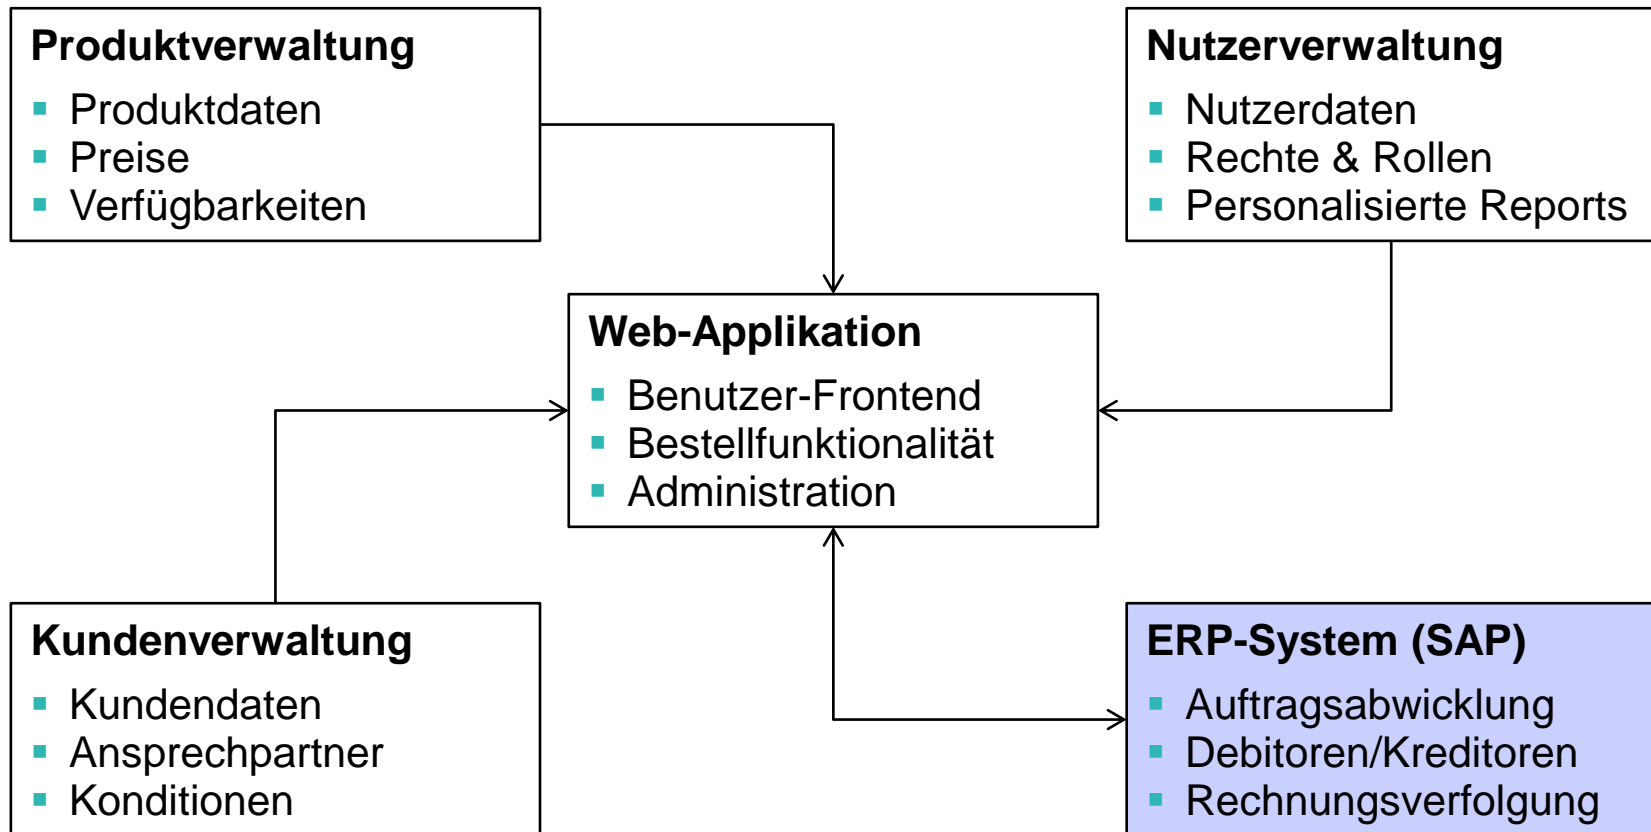 Produktverwaltung
Produktdaten
Preise
Verfügbarkeiten
Nutzerverwaltung
Nutzerdaten
Rechte & Rollen
Personalisierte Reports
Web-Applikation
Benutzer-Frontend
Bestellfunktionalität
Administration
Kundenverwaltung
Kundendaten
Ansprechpartner
Konditionen
ERP-System (SAP)
Auftragsabwicklung
Debitoren/Kreditoren
Rechnungsverfolgung